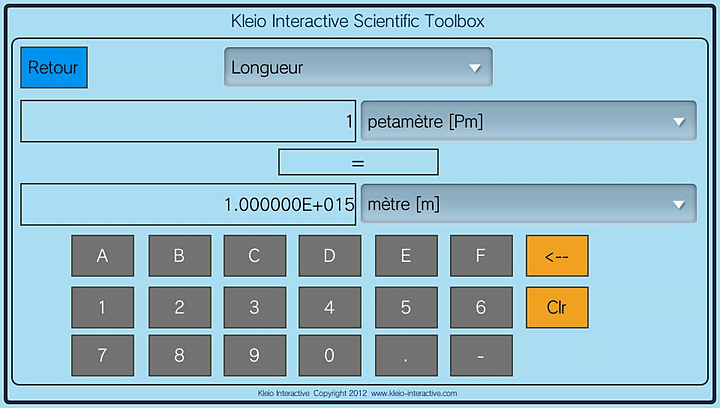 Kleio Interactive Scientific Toolbox
Retour Longueur
1 petamètre [Pm]
=
1.000000E+015 mètre [m]
A B C D E F <--
1 2 3 4 5 6 Clr
7 8 9 0 . -
Kleio Interactive Copyright 2012 www.kleio-interactive.com